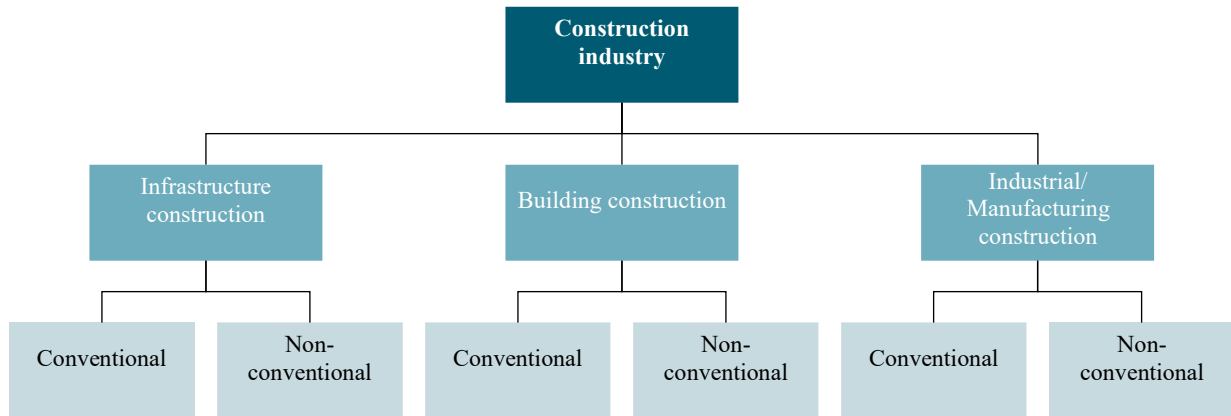 Construction
industry
Infrastructure
construction
Building construction
Industrial/
Manufacturing
construction
Conventional
Non-
conventional
Conventional
Non-
conventional
Conventional
Non-
conventional